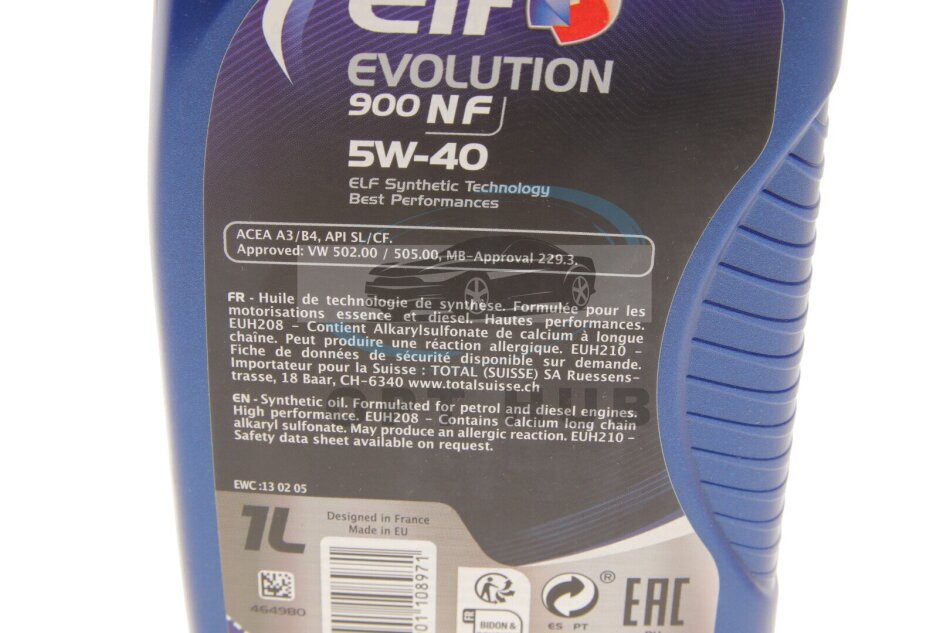 elf
EVOLUTION
900 NF
5W-40
ELF Synthetic Technology
Best Performances
ACEA A3/B4, API SL/CF.
Approved: VW 502.00 / 505.00, MB-Approval 229.3.
FR - Huile de technologie de synthèse. Formulée pour les
motorisations essence et diesel. Hautes performances.
EUH208 – Contient Alkarylsulfonate de calcium à longue
chaîne. Peut produire une réaction allergique. EUH210 –
Fiche de données de sécurité disponible sur demande.
Importateur pour la Suisse : TOTAL (SUISSE) SA Ruessens-
trasse, 18 Baar, CH-6340 www.totalsuisse.ch
EN - Synthetic oil. Formulated for petrol and diesel engines.
High performance. EUH208 – Contains Calcium long chain
alkaryl sulfonate. May produce an allergic reaction. EUH210 –
Safety data sheet available on request.
EWC :13 02 05
1L
Designed in France
Made in EU
464980
01108971
FR
BIDON &
®
ES PT
EAC